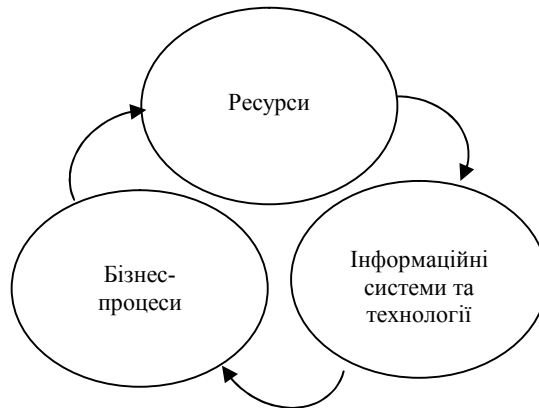 Ресурси
Бізнес-
процеси
Інформаційні
системи та
технології